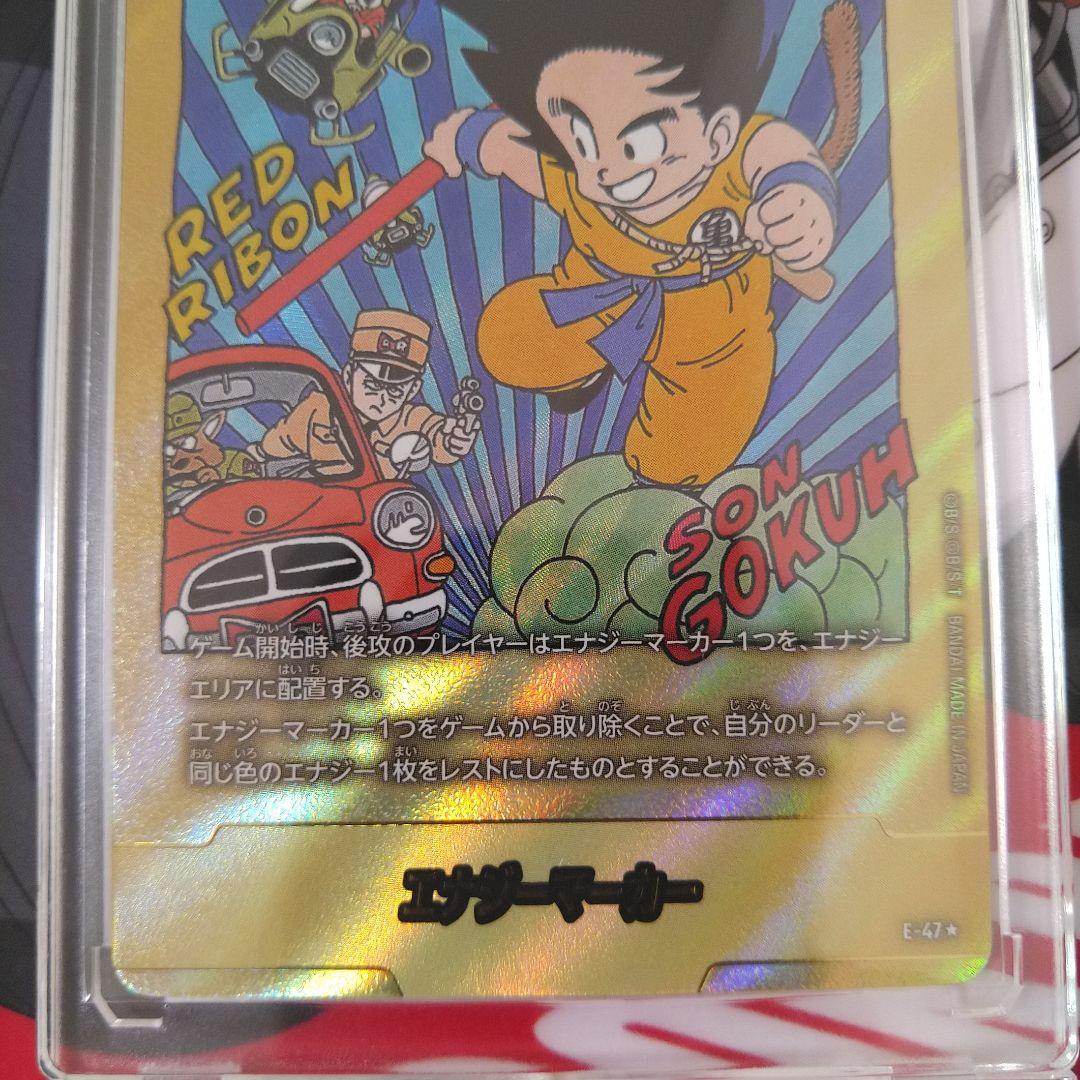 RED
RIBON
R R
亀
SON
GOKUH
ゲーム開始時、後攻のプレイヤーはエナジーマーカー1つを、エナジー
エリアに配置する。
エナジーマーカー1つをゲームから取り除くことで、自分のリーダーと
同じ色のエナジー1枚をレストにしたものとすることができる。
©B/S ©B/S･T BANDAI MADE IN JAPAN
エナジーマーカー
E-47★